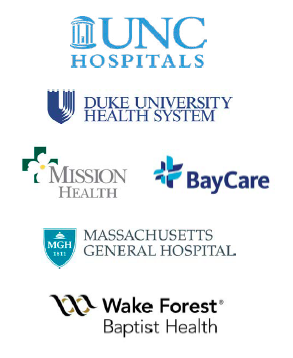 UNC
HOSPITALS
DUKE UNIVERSITY
HEALTH SYSTEM
MISSION
HEALTH
BayCare
MGH
1811
MASSACHUSETTS
GENERAL HOSPITAL
Wake Forest®
Baptist Health